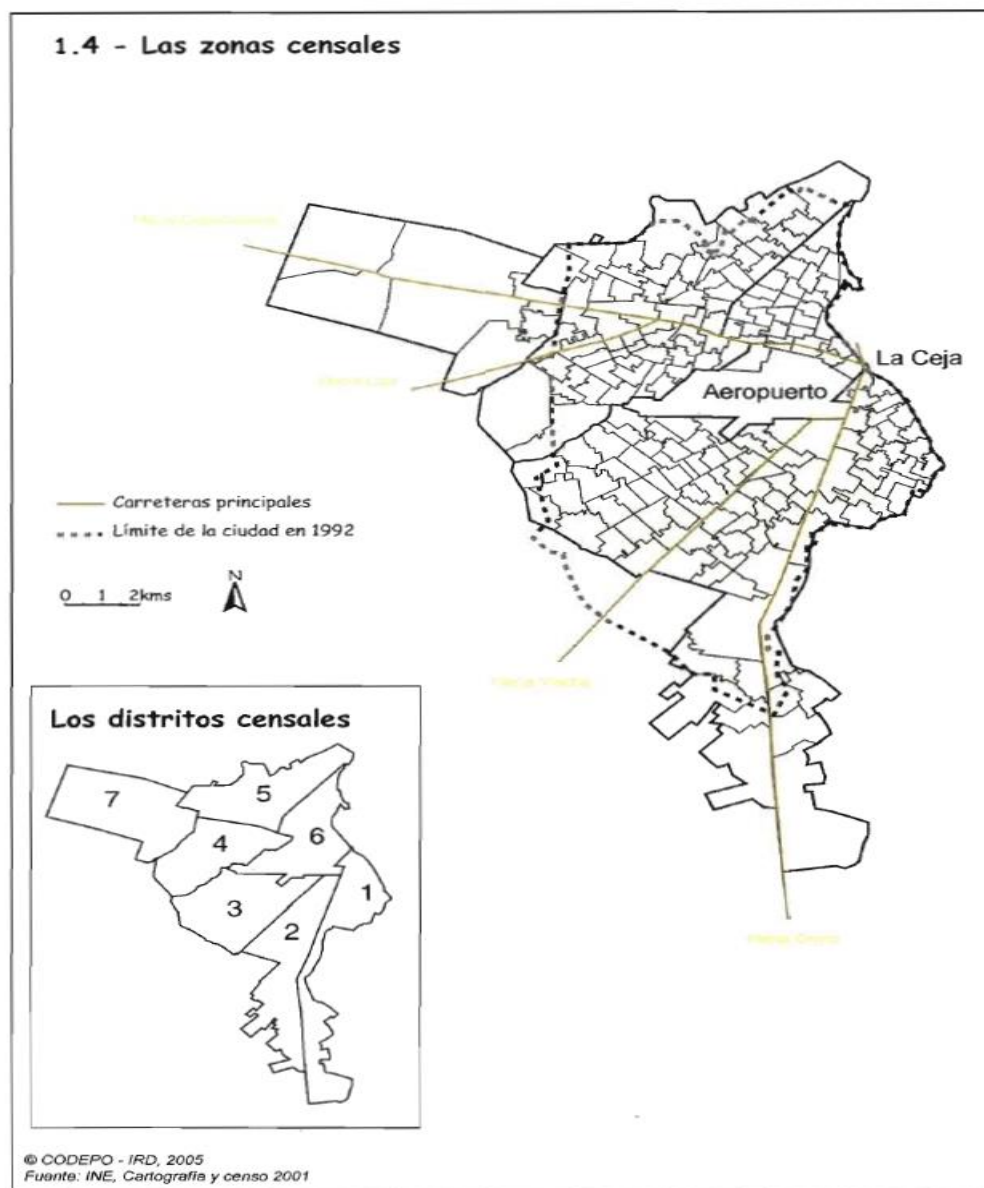 1.4 - Las zonas censales
La Ceja
Aeropuerto
Carreteras principales
Límite de la ciudad en 1992
N
0 1 2kms
Los distritos censales
7
5
6
4
1
3
2
© CODEPO - IRD, 2005
Fuente: INE, Cartografía y censo 2001